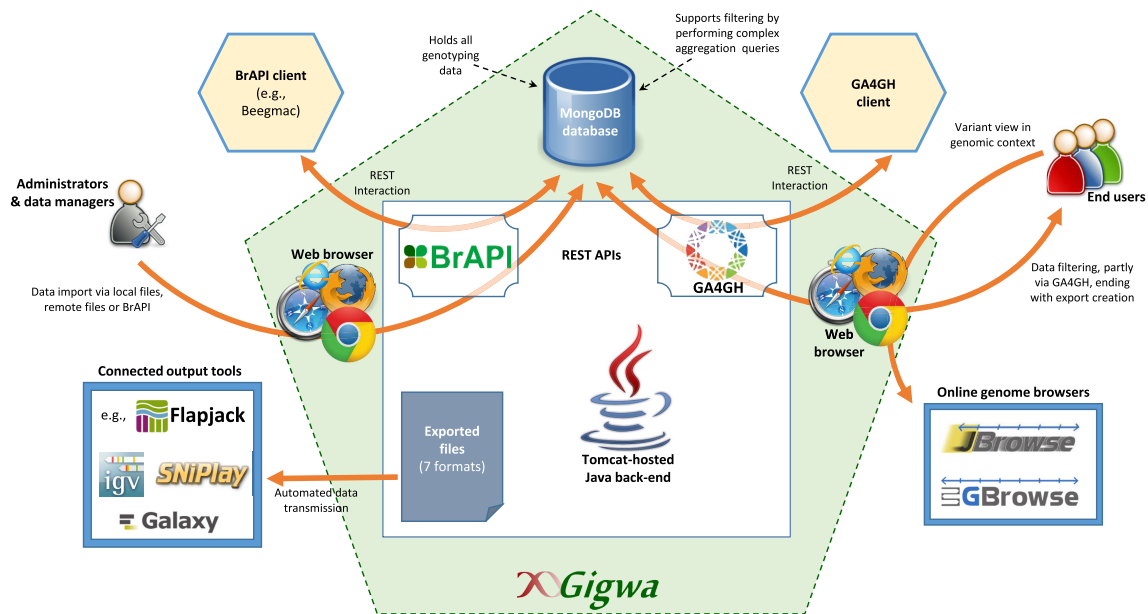 Supports filtering by
performing complex
aggregation queries
Holds all
genotyping
data
BrAPI client
(e.g.,
Beegmac)
MongoDB
database
GA4GH
client
Variant view in
genomic context
REST
Interaction
REST
Interaction
Administrators
& data managers
End users
Web browser
BrAPI
REST APIs
GA4GH
Data import via local files,
remote files or BrAPI
Data filtering, partly
via GA4GH, ending
with export creation
Web
browser
Connected output tools
e.g.,
Flapjack
igv
SNiPlay
Galaxy
Automated data
transmission
Exported
files
(7 formats)
Tomcat-hosted
Java back-end
Online genome browsers
JBrowse
GBrowse
Gigwa